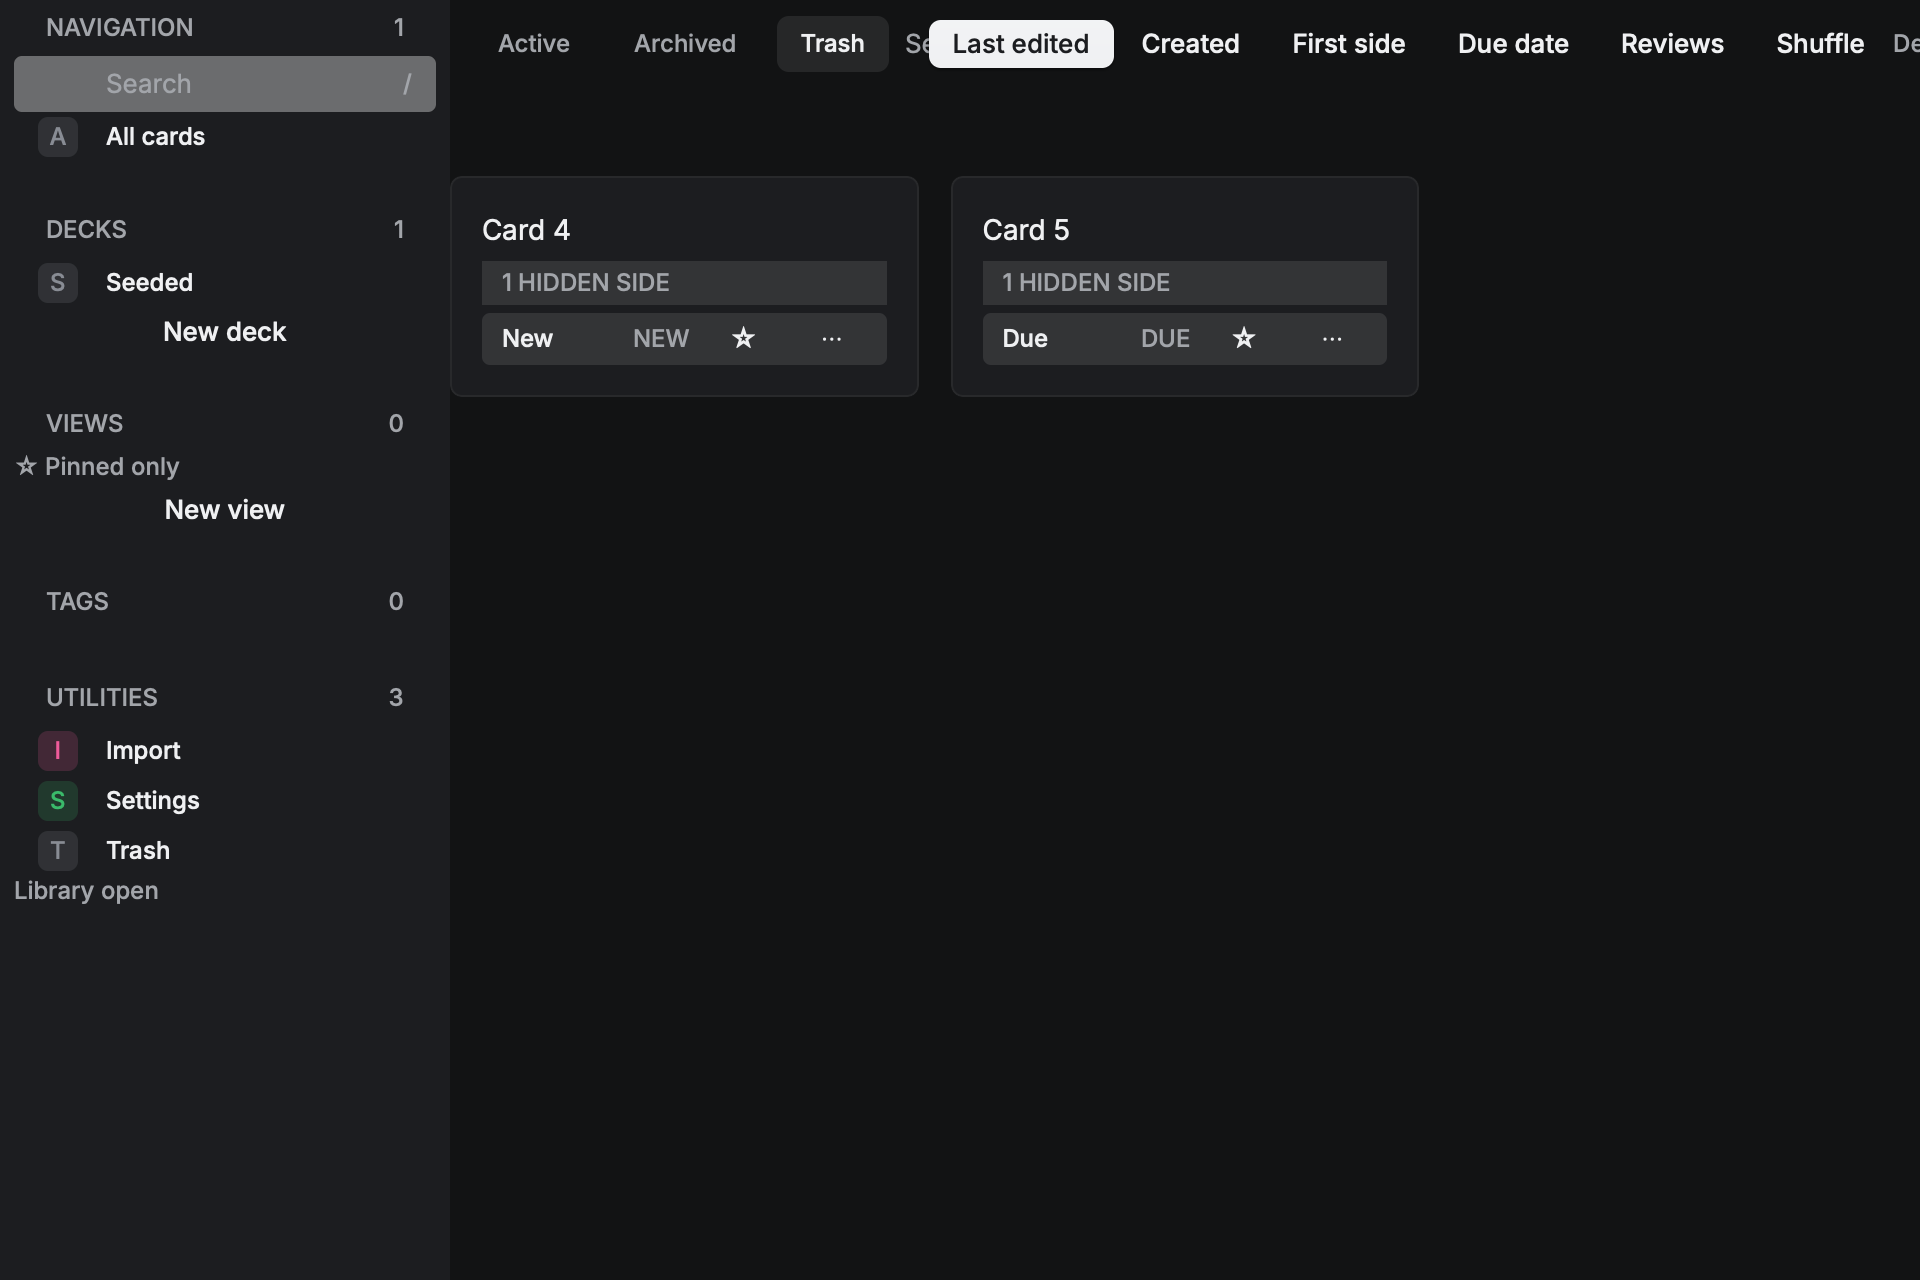 NAVIGATION 1
Search /
A All cards
DECKS 1
S Seeded
New deck
VIEWS 0
☆ Pinned only
New view
TAGS 0
UTILITIES 3
I Import
S Settings
T Trash
Library open
Active Archived Trash Last edited Created First side Due date Reviews Shuffle
Card 4
1 HIDDEN SIDE
New NEW ☆ ···
Card 5
1 HIDDEN SIDE
Due DUE ☆ ···